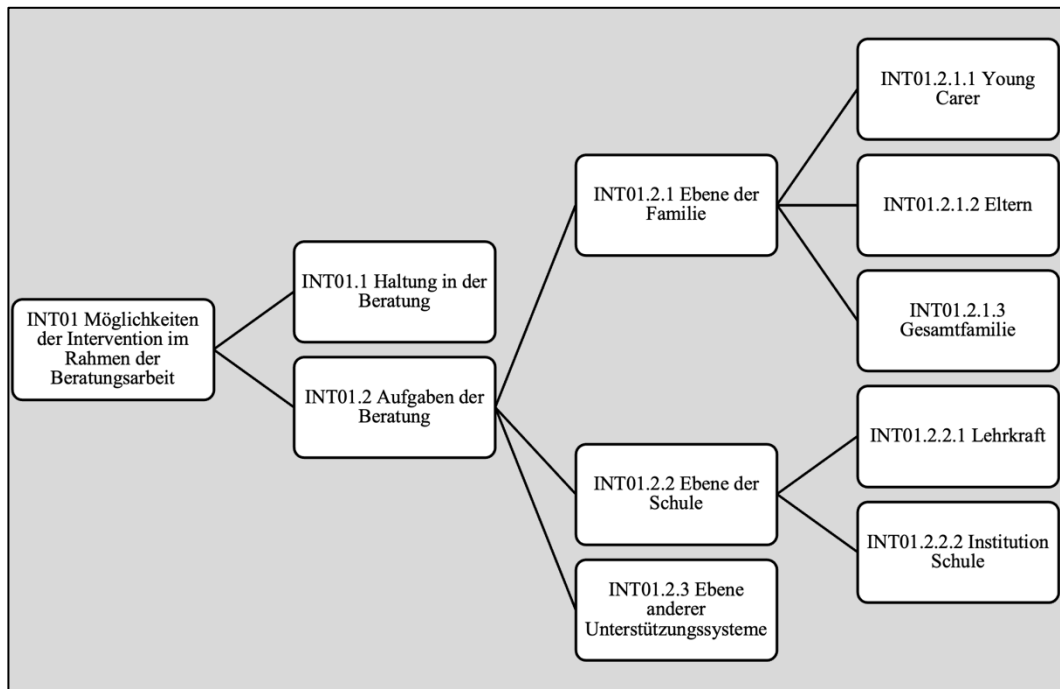 INT01 Möglichkeiten
der Intervention im
Rahmen der
Beratungsarbeit
INT01.1 Haltung in der
Beratung
INT01.2 Aufgaben der
Beratung
INT01.2.1 Ebene der
Familie
INT01.2.1.1 Young
Carer
INT01.2.1.2 Eltern
INT01.2.1.3
Gesamtfamilie
INT01.2.2 Ebene der
Schule
INT01.2.2.1 Lehrkraft
INT01.2.2.2 Institution
Schule
INT01.2.3 Ebene
anderer
Unterstützungssysteme